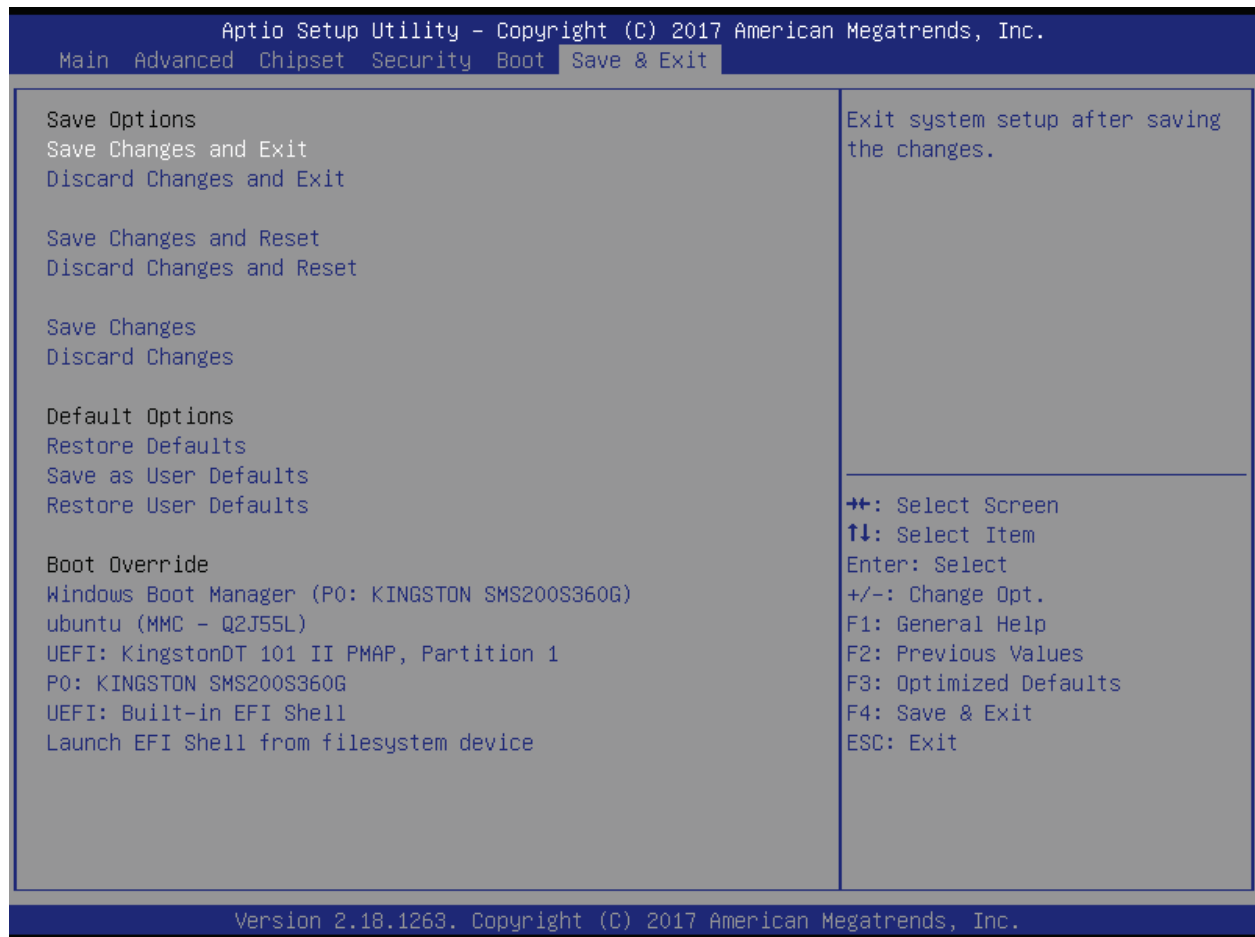 Aptio Setup Utility – Copyright (C) 2017 American Megatrends, Inc.
Main Advanced Chipset Security Boot Save & Exit
Save Options
Save Changes and Exit
Discard Changes and Exit
Save Changes and Reset
Discard Changes and Reset
Save Changes
Discard Changes
Default Options
Restore Defaults
Save as User Defaults
Restore User Defaults
Boot Override
Windows Boot Manager (P0: KINGSTON SMS200S360G)
ubuntu (MMC – Q2J55L)
UEFI: KingstonDT 101 II PMAP, Partition 1
P0: KINGSTON SMS200S360G
UEFI: Built-in EFI Shell
Launch EFI Shell from filesystem device
Exit system setup after saving
the changes.
→←: Select Screen
↑↓: Select Item
Enter: Select
+/-: Change Opt.
F1: General Help
F2: Previous Values
F3: Optimized Defaults
F4: Save & Exit
ESC: Exit
Version 2.18.1263. Copyright (C) 2017 American Megatrends, Inc.